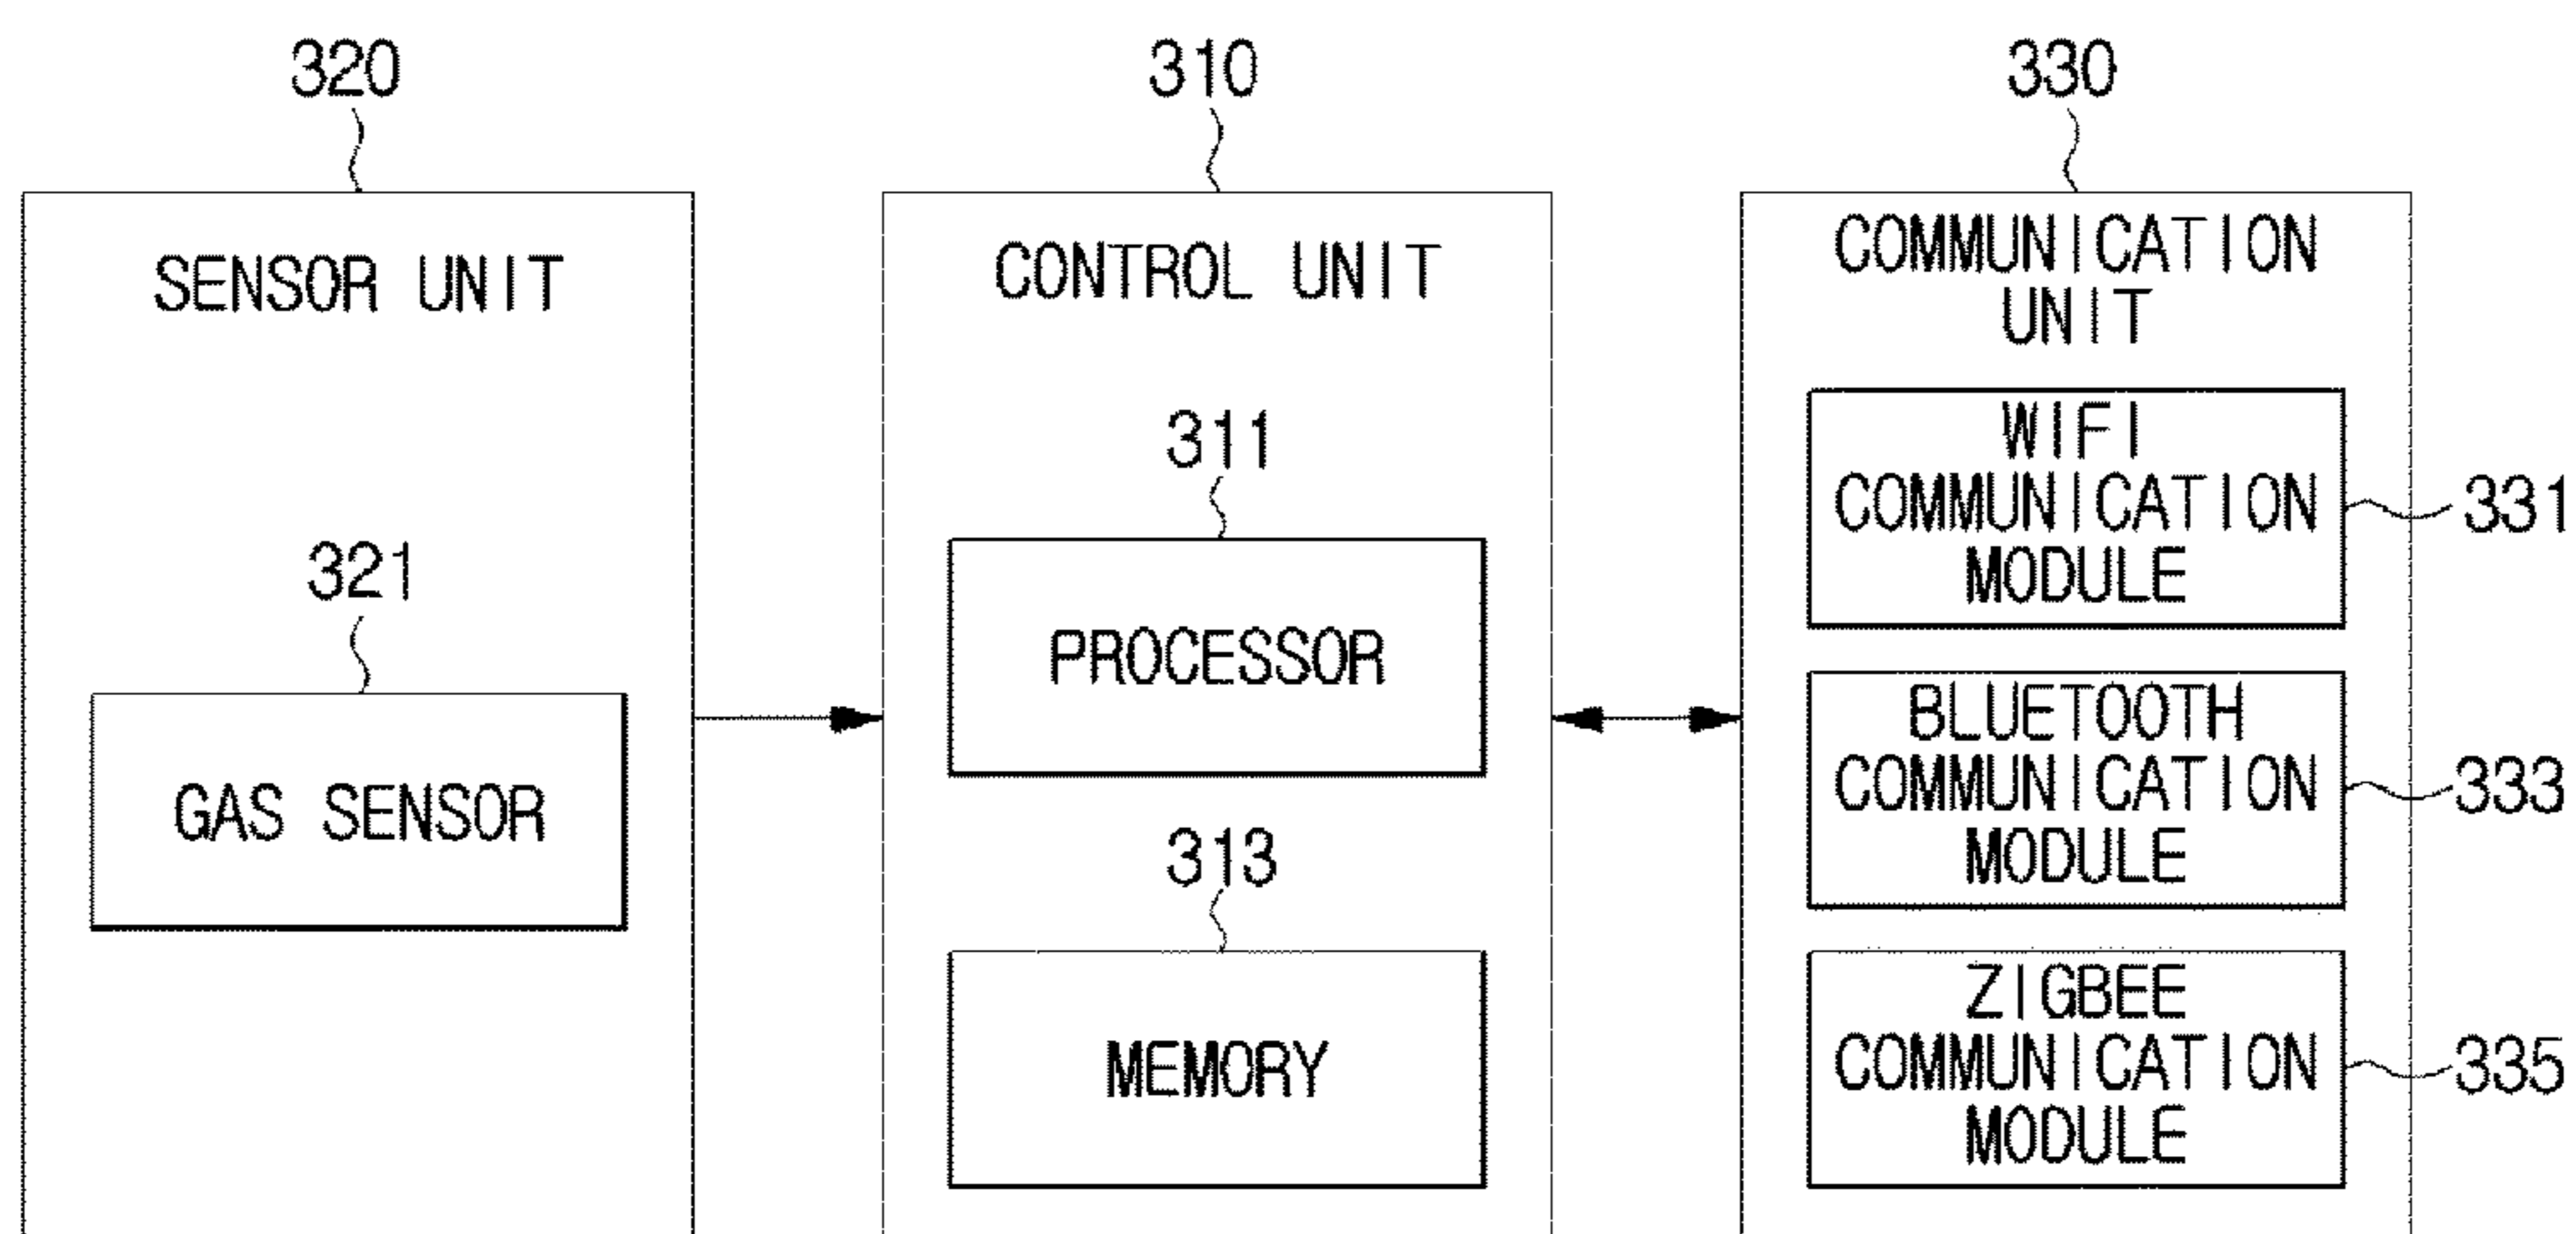 320
310
330
SENSOR UNIT
CONTROL UNIT
COMMUNICATION
UNIT
321
GAS SENSOR
311
PROCESSOR
313
MEMORY
WIFI
COMMUNICATION
MODULE
331
BLUETOOTH
COMMUNICATION
MODULE
333
ZIGBEE
COMMUNICATION
MODULE
335